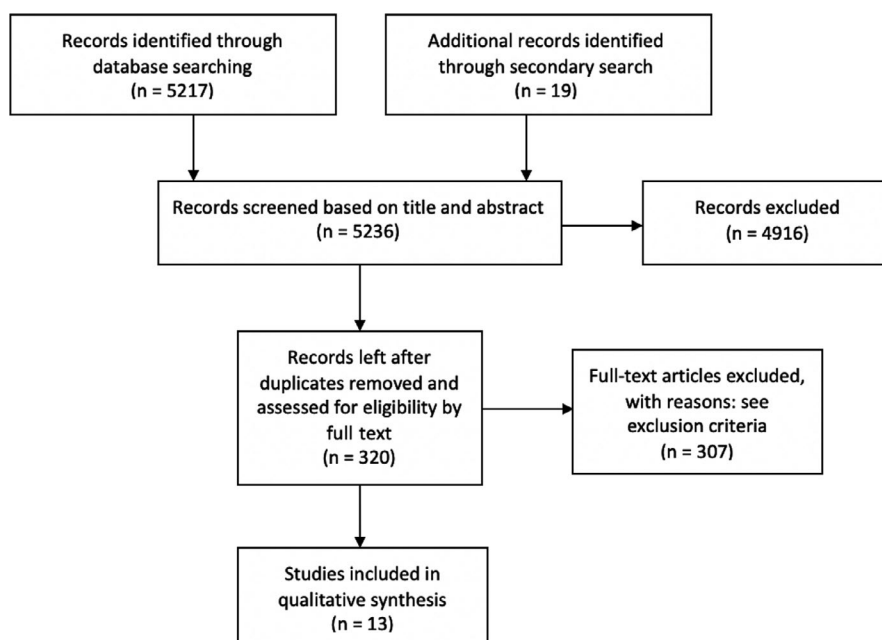 Records identified through
database searching
(n = 5217)
Additional records identified
through secondary search
(n = 19)
Records screened based on title and abstract
(n = 5236)
Records excluded
(n = 4916)
Records left after
duplicates removed and
assessed for eligibility by
full text
(n = 320)
Full-text articles excluded,
with reasons: see
exclusion criteria
(n = 307)
Studies included in
qualitative synthesis
(n = 13)